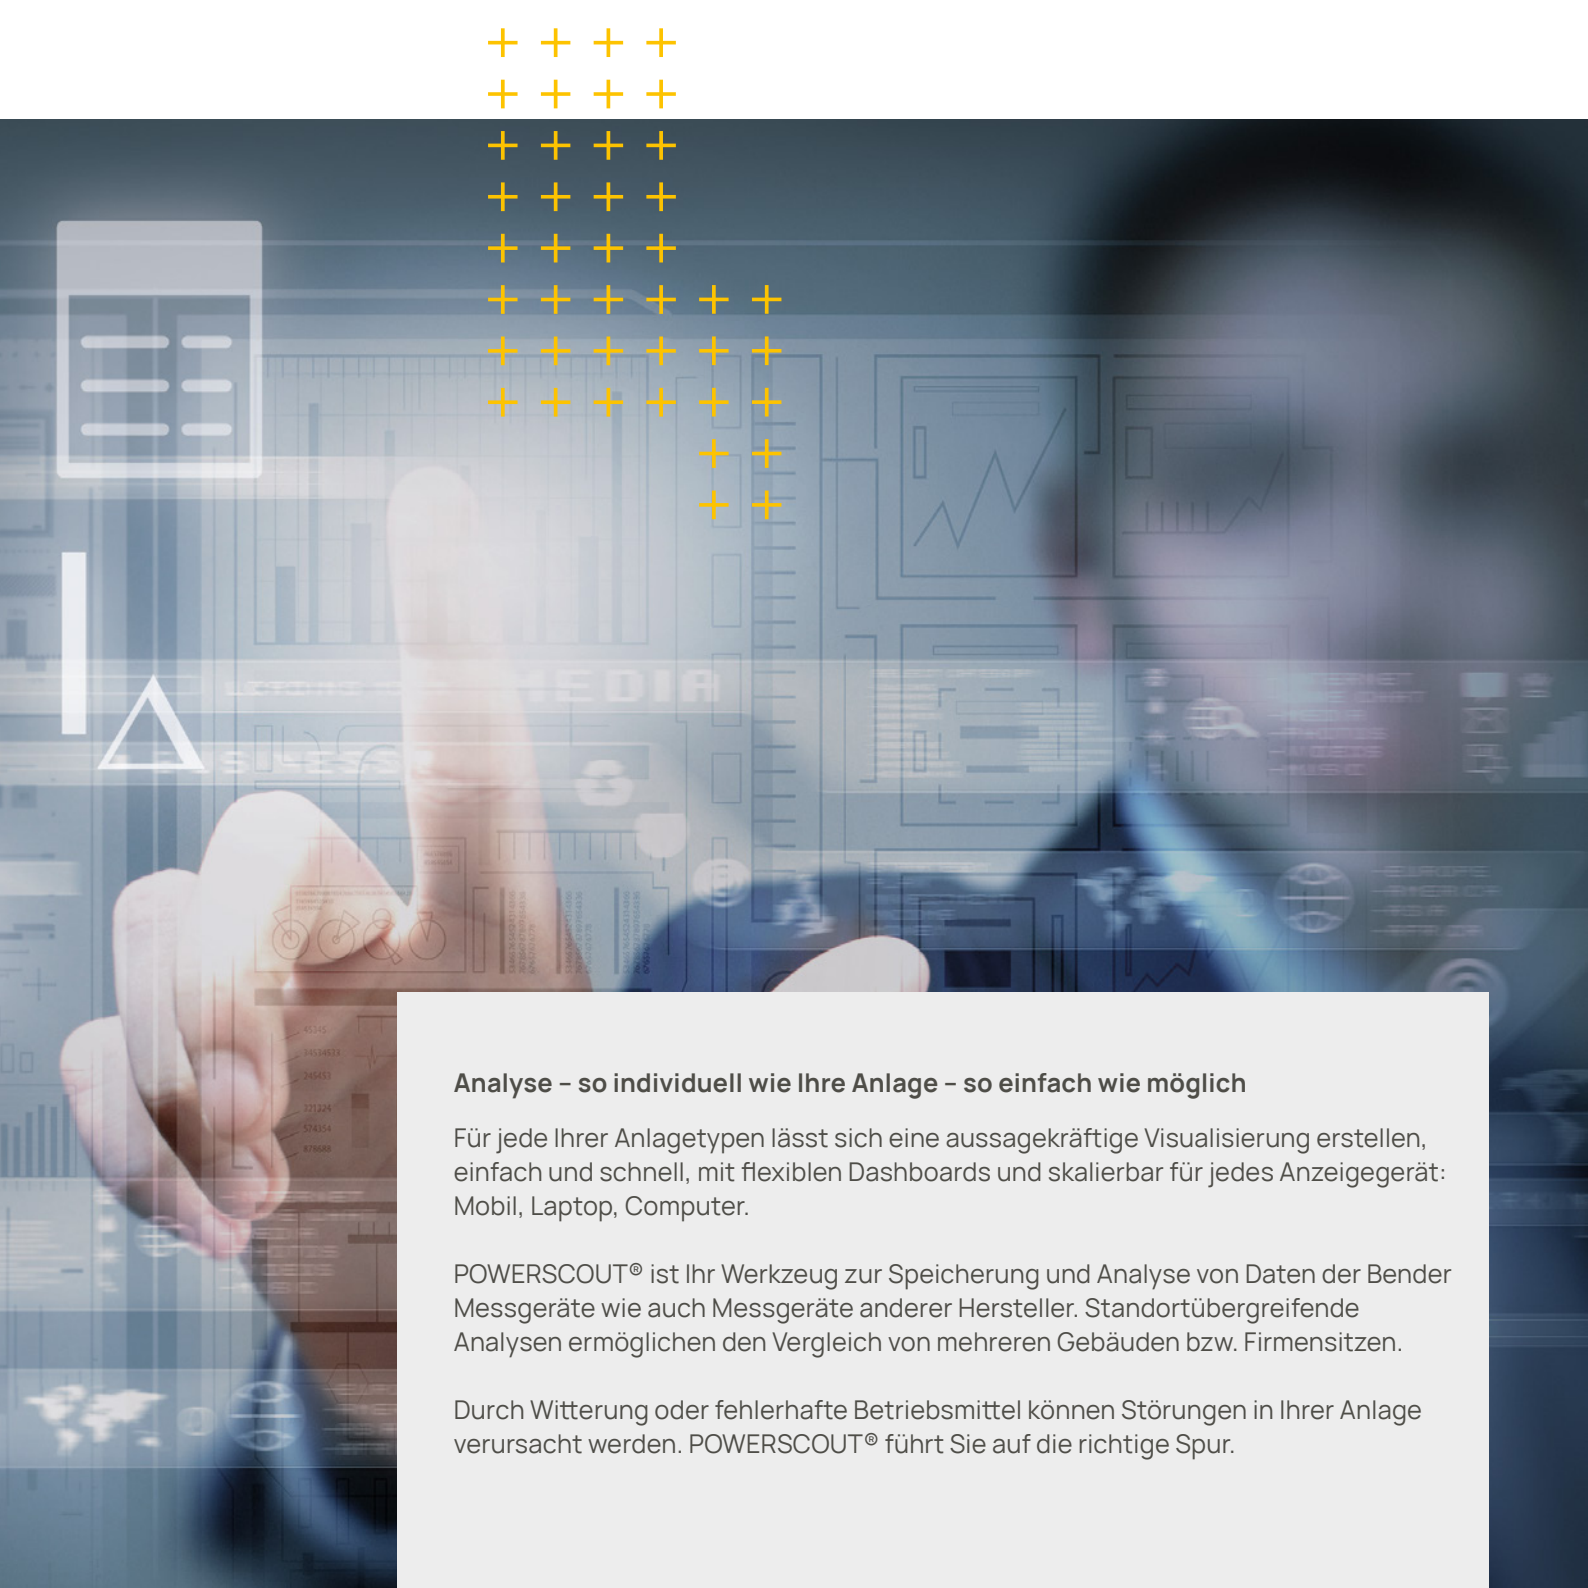 MEDIA
Analyse – so individuell wie Ihre Anlage – so einfach wie möglich
Für jede Ihrer Anlagetypen lässt sich eine aussagekräftige Visualisierung erstellen,
einfach und schnell, mit flexiblen Dashboards und skalierbar für jedes Anzeigegerät:
Mobil, Laptop, Computer.
POWERSCOUT® ist Ihr Werkzeug zur Speicherung und Analyse von Daten der Bender
Messgeräte wie auch Messgeräte anderer Hersteller. Standortübergreifende
Analysen ermöglichen den Vergleich von mehreren Gebäuden bzw. Firmensitzen.
Durch Witterung oder fehlerhafte Betriebsmittel können Störungen in Ihrer Anlage
verursacht werden. POWERSCOUT® führt Sie auf die richtige Spur.